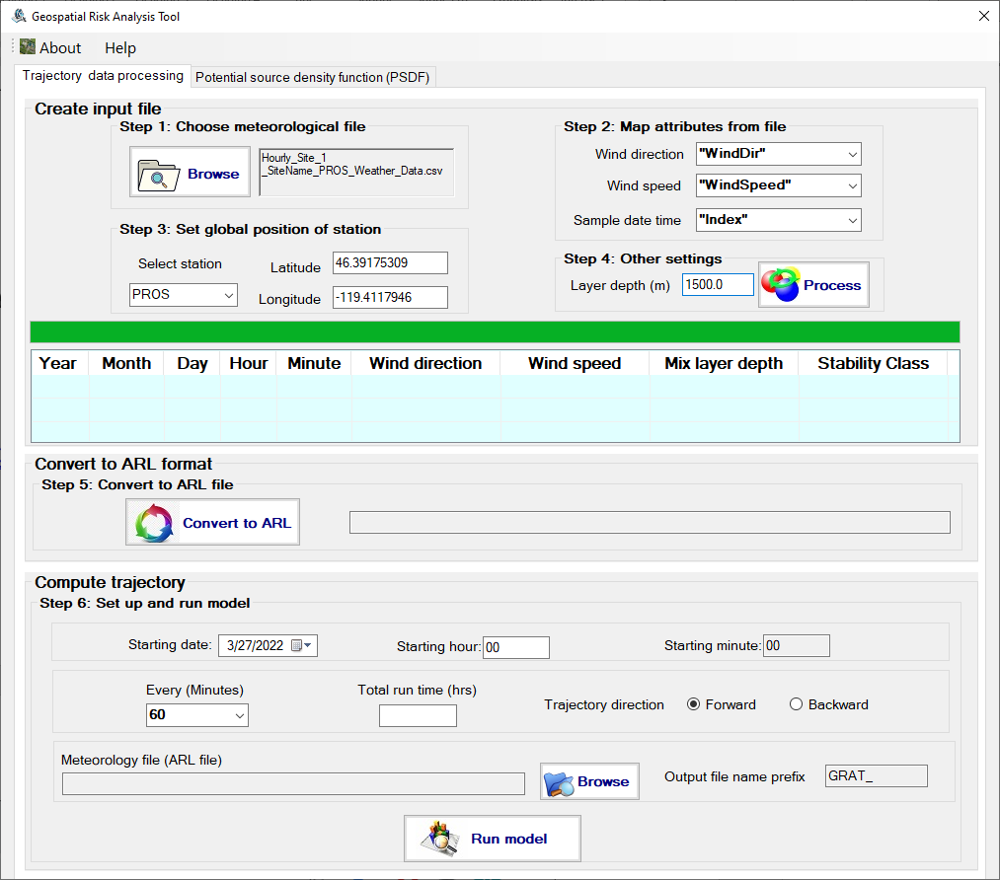 Geospatial Risk Analysis Tool
About Help
Trajectory data processing Potential source density function (PSDF)
Create input file
Step 1: Choose meteorological file
Browse
Hourly_Site_1
_SiteName_PROS_Weather_Data.csv
Step 2: Map attributes from file
Wind direction "WindDir"
Wind speed "WindSpeed"
Sample date time "Index"
Step 3: Set global position of station
Select station
PROS
Latitude 46.39175309
Longitude -119.4117946
Step 4: Other settings
Layer depth (m) 1500.0 Process
Year Month Day Hour Minute Wind direction Wind speed Mix layer depth Stability Class
Convert to ARL format
Step 5: Convert to ARL file
Convert to ARL
Compute trajectory
Step 6: Set up and run model
Starting date: 3/27/2022 Starting hour: 00 Starting minute: 00
Every (Minutes)
60
Total run time (hrs)
Trajectory direction Forward Backward
Meteorology file (ARL file)
Browse
Output file name prefix GRAT_
Run model